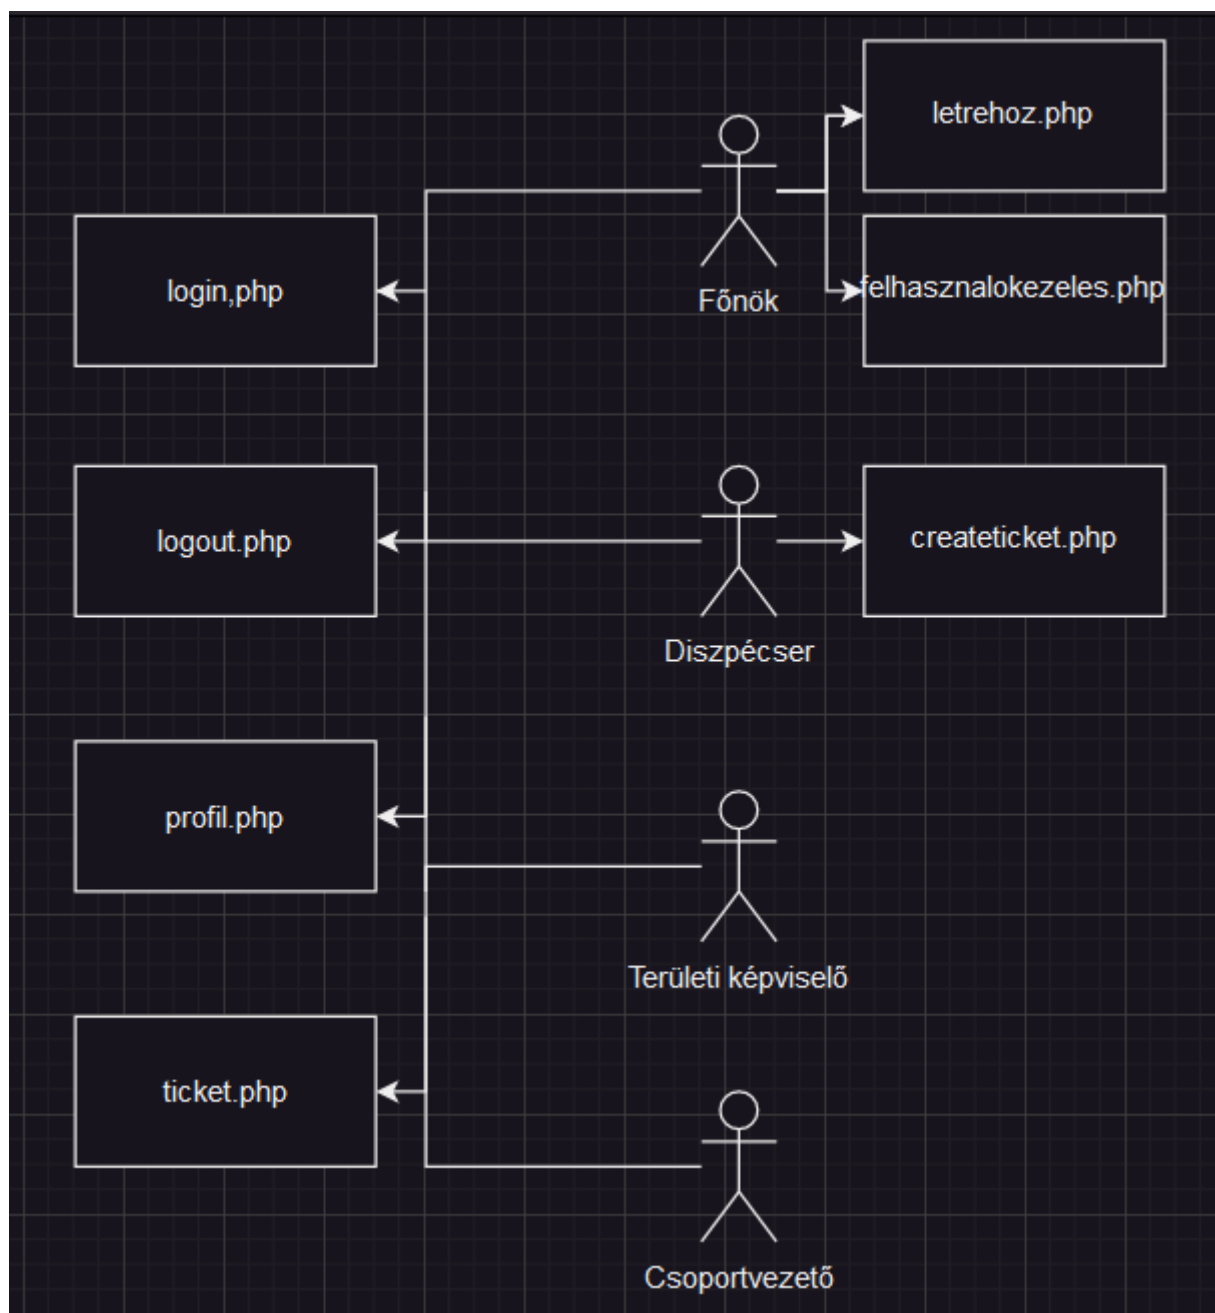 letrehoz.php
login,php
Főnök
felhasznalokezeles.php
logout.php
createticket.php
Diszpécser
profil.php
Területi képviselő
ticket.php
Csoportvezető